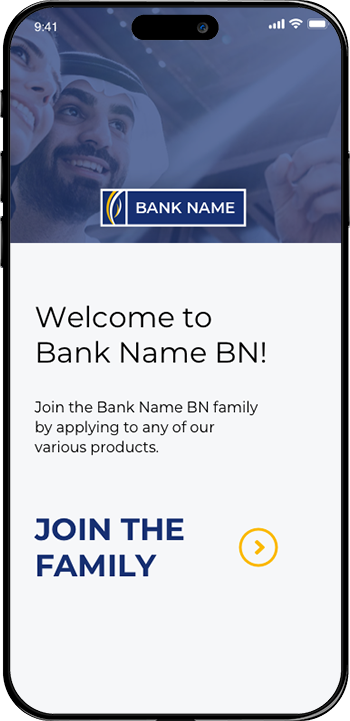 9:41
BANK NAME
Welcome to
Bank Name BN!
Join the Bank Name BN family
by applying to any of our
various products.
JOIN THE
FAMILY